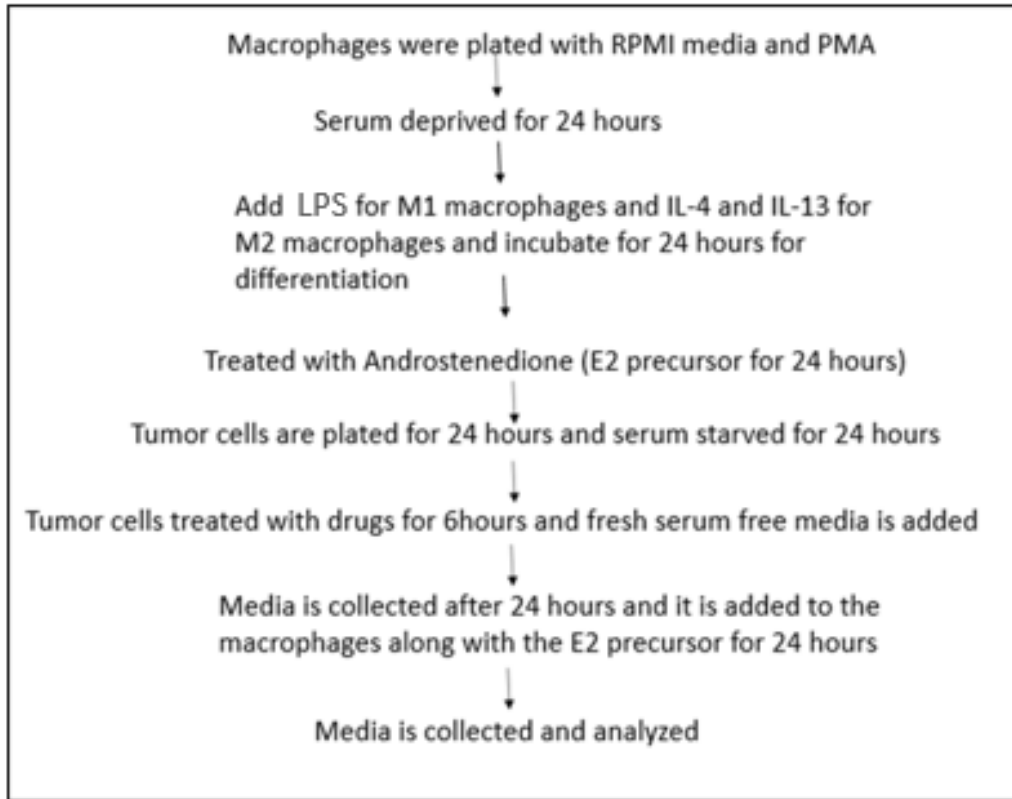 Macrophages were plated with RPMI media and PMA
Serum deprived for 24 hours
Add LPS for M1 macrophages and IL-4 and IL-13 for
M2 macrophages and incubate for 24 hours for
differentiation
Treated with Androstenedione (E2 precursor for 24 hours)
Tumor cells are plated for 24 hours and serum starved for 24 hours
Tumor cells treated with drugs for 6hours and fresh serum free media is added
Media is collected after 24 hours and it is added to the
macrophages along with the E2 precursor for 24 hours
Media is collected and analyzed